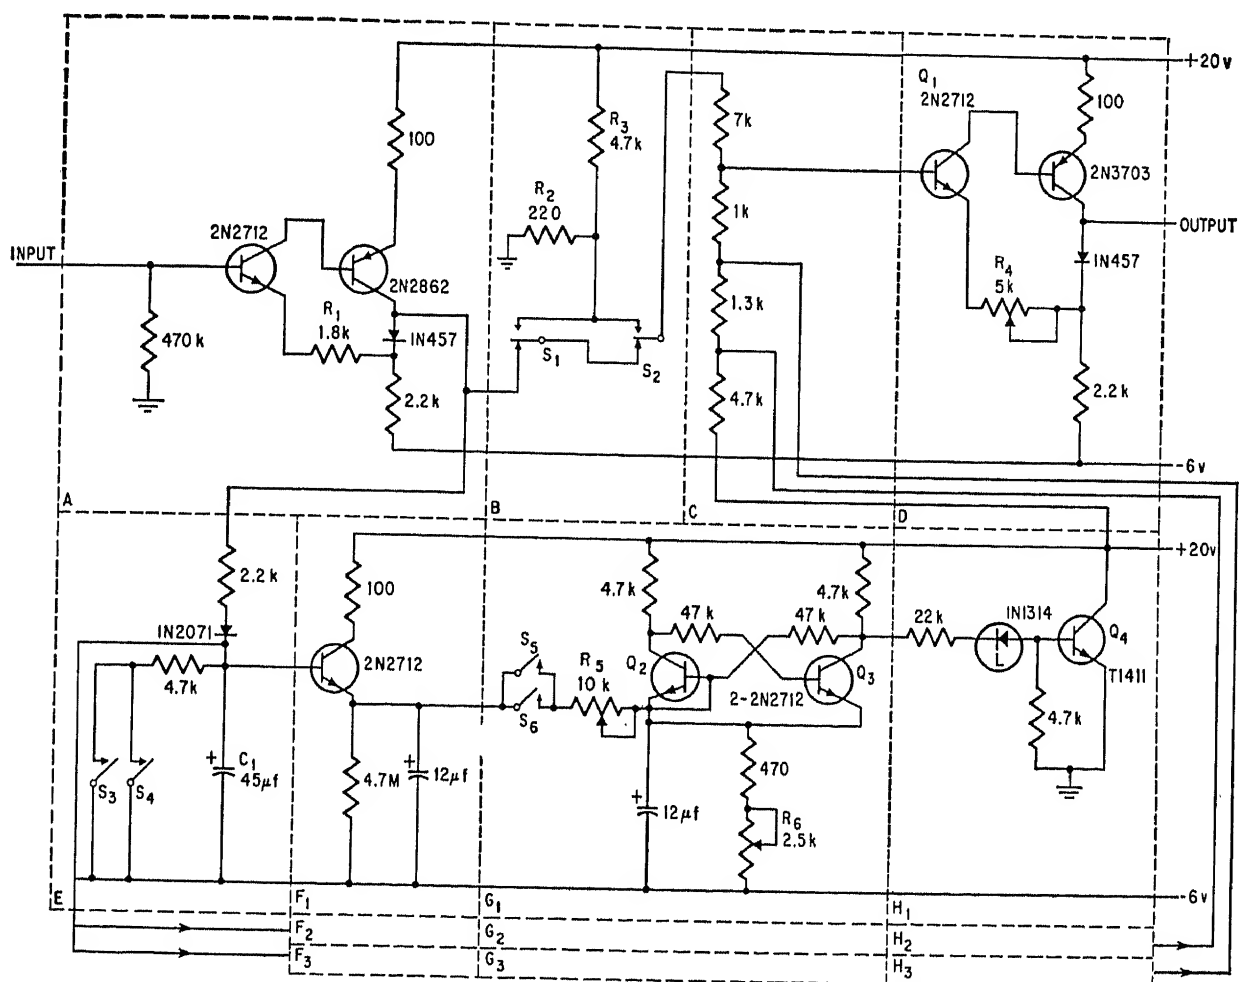 +20v
Q1
2N2712
100
100
R3
4.7k
7k
2N3703
R2
220
2N2712
1k
INPUT
OUTPUT
2N2862
IN457
R4
5k
R1
1.8k
IN457
1.3k
470k
S1
S2
2.2k
4.7k
2.2k
-6v
A
B
C
D
+20v
2.2k
100
4.7k
4.7k
47k
47k
22k
IN1314
IN2071
2N2712
S5
R5
10k
Q2
Q3
Q4
L
TI411
4.7k
S6
2-2N2712
4.7k
+
C1
45µf
+
S3
S4
4.7M
12µf
470
+
12µf
R6
2.5k
-6v
E
F1
G1
H1
F2
G2
H2
F3
G3
H3